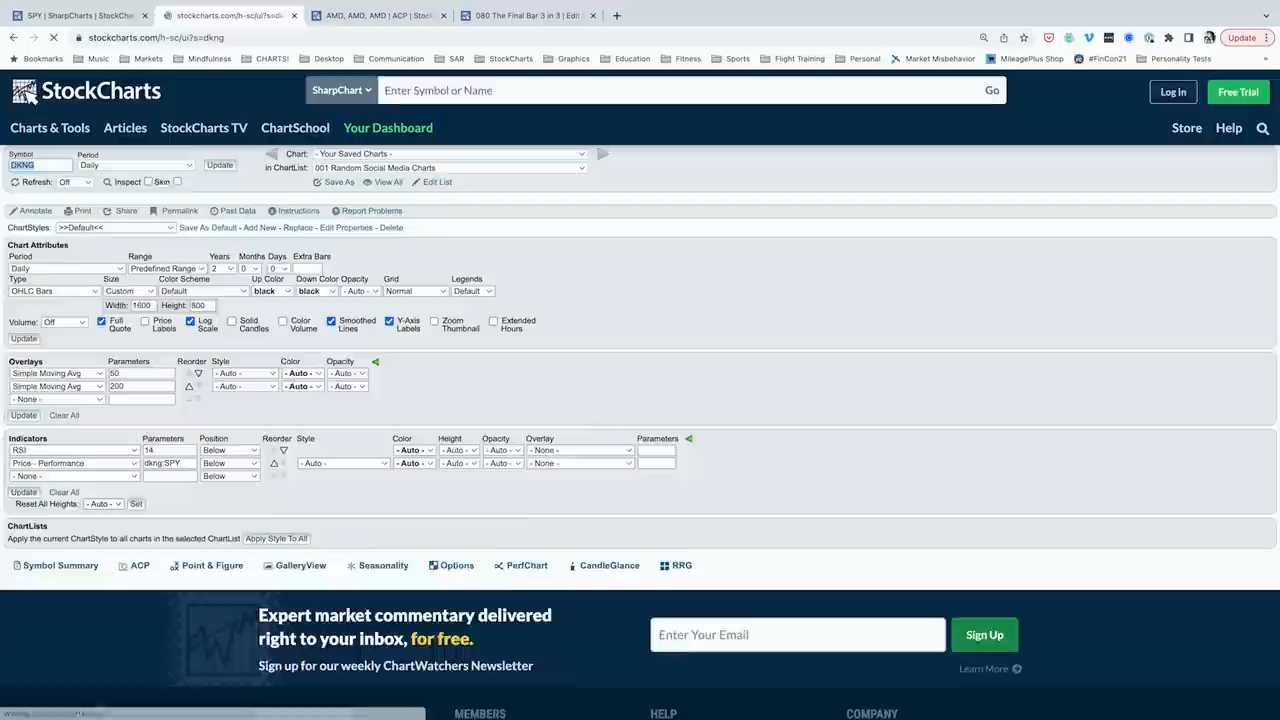 SPY | SharpCharts | StockChar
stockcharts.com/h-sc/ui?s=dk
AMD, AMD, AMD | ACP | Stock
080 The Final Bar 3 in 3 | Edit
stockcharts.com/h-sc/ui?s=dkng
Update
Bookmarks Music Markets Mindfulness CHARTS! Desktop Communication SAR StockCharts Graphics Education Fitness Sports Flight Training Personal Market Misbehavior MileagePlus Shop #FinCon21 Personality Tests »
StockCharts SharpChart Enter Symbol or Name Go Log In Free Trial
Charts & Tools Articles StockCharts TV ChartSchool Your Dashboard Store Help
Symbol Period Chart: - Your Saved Charts -
DKNG Daily Update in ChartList: 001 Random Social Media Charts
Refresh: Off Inspect Skin Save As View All Edit List
Annotate Print Share Permalink Past Data Instructions Report Problems
ChartStyles: >>Default<< Save As Default - Add New - Replace - Edit Properties - Delete
Chart Attributes
Period Range Years Months Days Extra Bars
Daily Predefined Range 2 0 0
Type Size Color Scheme Up Color Down Color Opacity Grid Legends
OHLC Bars Custom Default black black - Auto - Normal Default
Width: 1600 Height: 800
Volume: Off Full Quote Price Labels Log Scale Solid Candles Color Volume Smoothed Lines Y-Axis Labels Zoom Thumbnail Extended Hours
Update
Overlays Parameters Reorder Style Color Opacity
Simple Moving Avg 50 - Auto - - Auto - - Auto -
Simple Moving Avg 200 - Auto - - Auto - - Auto -
- None -
Update Clear All
Indicators Parameters Position Reorder Style Color Height Opacity Overlay Parameters
RSI 14 Below - Auto - - Auto - - Auto - - None -
Price - Performance dkng:SPY Below - Auto - - Auto - - Auto - - Auto - - None -
- None - Below
Update Clear All
Reset All Heights: - Auto - Set
ChartLists
Apply the current ChartStyle to all charts in the selected ChartList Apply Style To All
Symbol Summary ACP Point & Figure GalleryView Seasonality Options PerfChart CandleGlance RRG
Expert market commentary delivered
right to your inbox, for free.
Enter Your Email Sign Up
Sign up for our weekly ChartWatchers Newsletter
Learn More
MEMBERS HELP COMPANY